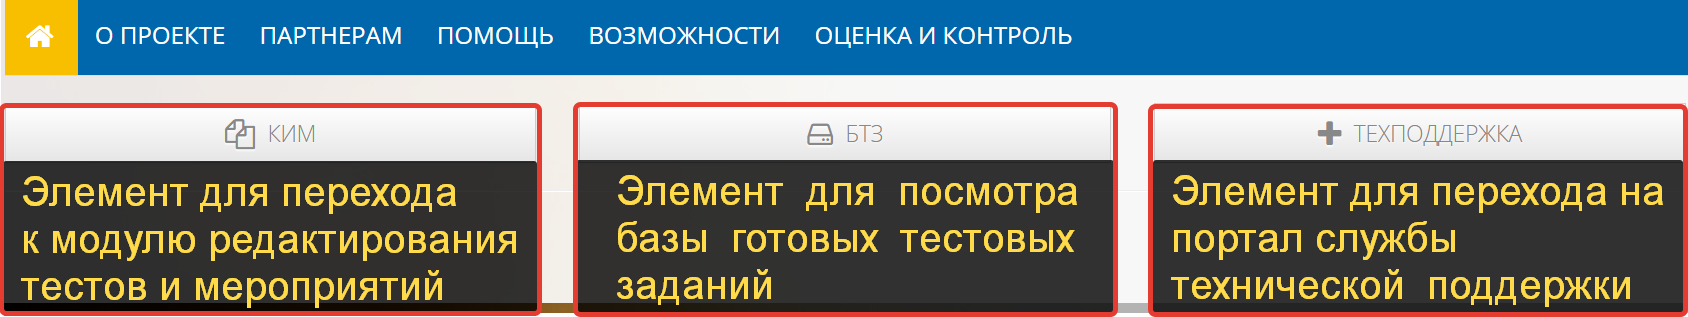 О ПРОЕКТЕ ПАРТНЕРАМ ПОМОЩЬ ВОЗМОЖНОСТИ ОЦЕНКА И КОНТРОЛЬ
КИМ
Элемент для перехода
к модулю редактирования
тестов и мероприятий
БТЗ
Элемент для посмотра
базы готовых тестовых
заданий
ТЕХПОДДЕРЖКА
Элемент для перехода на
портал службы
технической поддержки